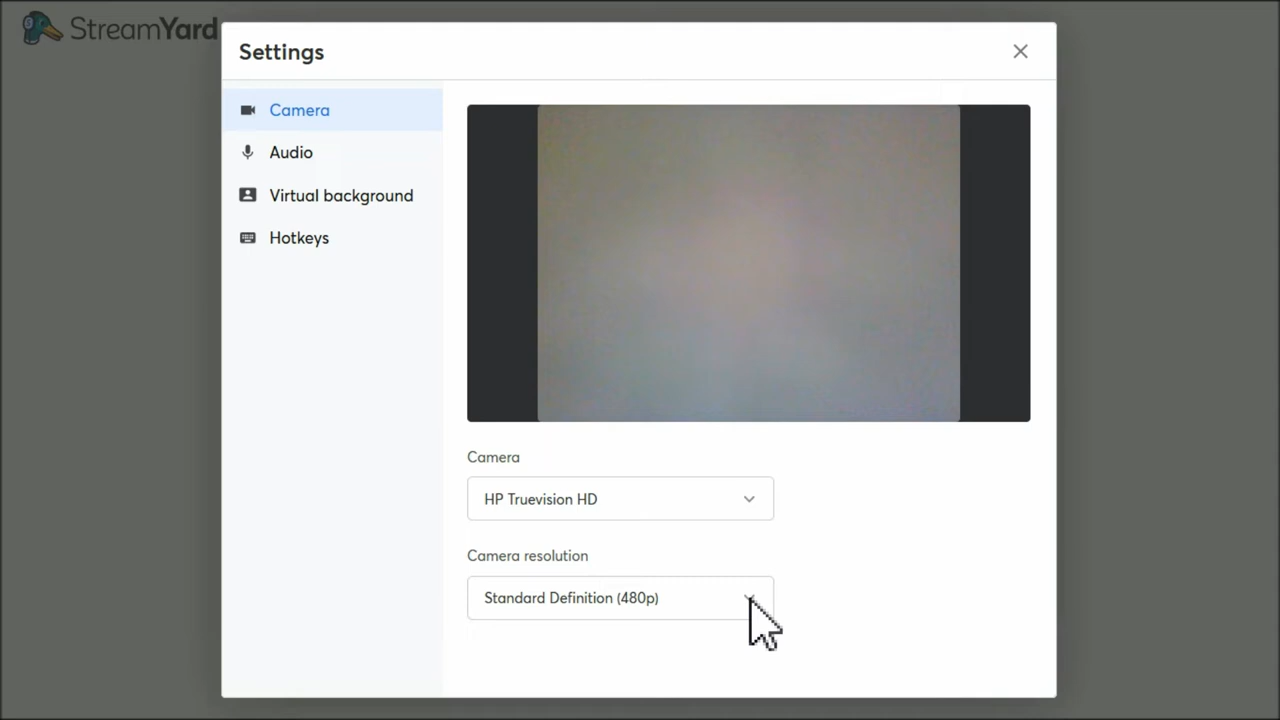 StreamYard
Settings
Camera
Audio
Virtual background
Hotkeys
Camera
HP Truevision HD
Camera resolution
Standard Definition (480p)